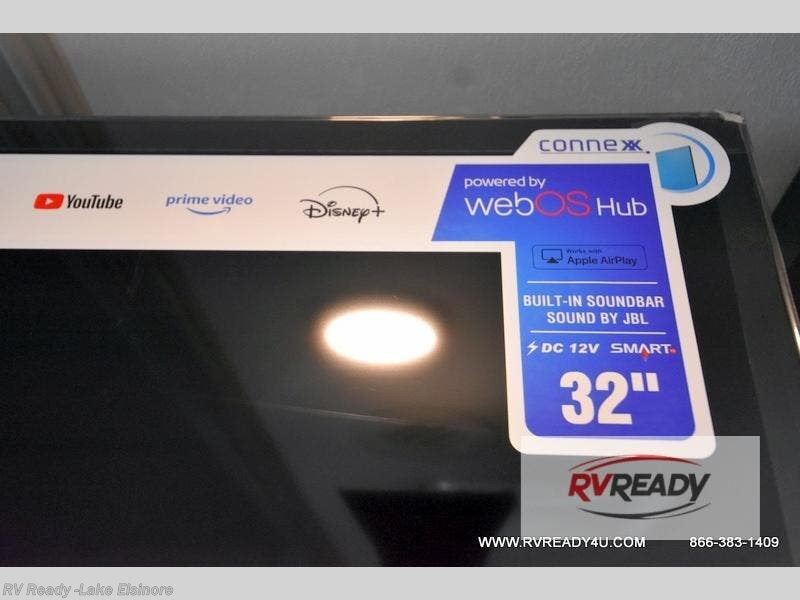 connexx
YouTube
prime video
Disney+
powered by
webOS Hub
Works with
Apple AirPlay
BUILT-IN SOUNDBAR
SOUND BY JBL
DC 12V SMART
32"
RVREADY
WWW.RVREADY4U.COM 866-383-1409
RV Ready -Lake Elsinore